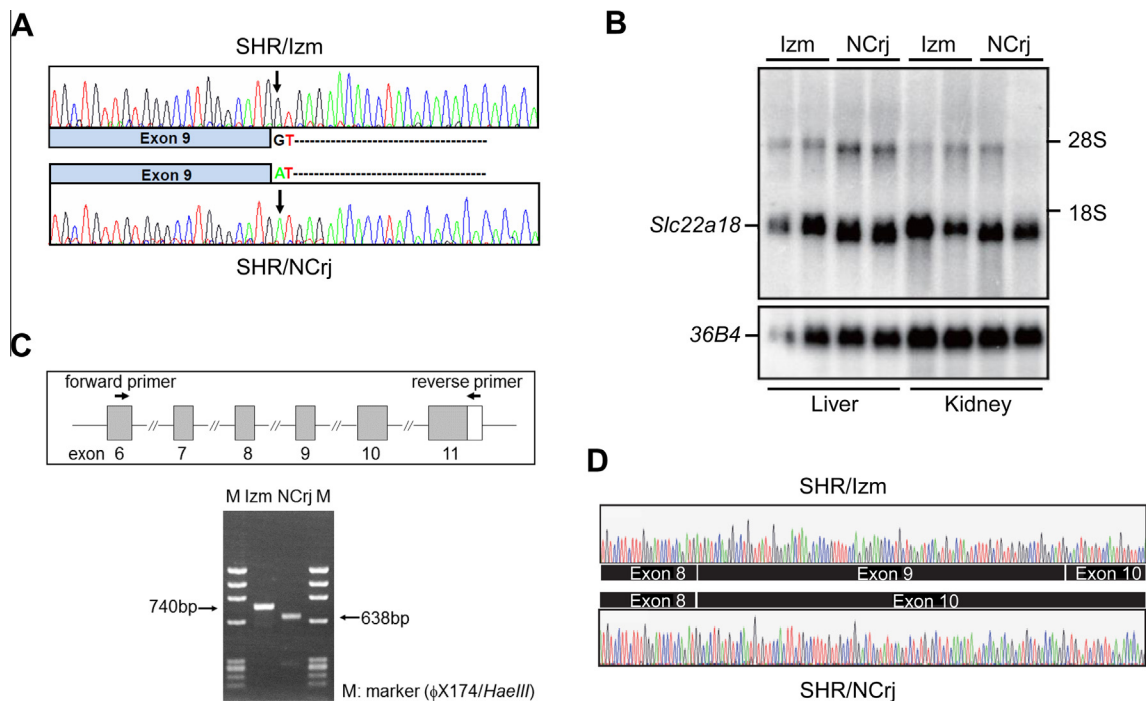 A
SHR/Izm
Exon 9
GT
Exon 9
AT
SHR/NCrj
B
Izm NCrj Izm NCrj
28S
18S
Slc22a18
36B4
Liver Kidney
C
forward primer reverse primer
exon 6 7 8 9 10 11
M Izm NCrj M
740bp
638bp
M: marker (ϕX174/HaeIII)
D
SHR/Izm
Exon 8 Exon 9 Exon 10
Exon 8 Exon 10
SHR/NCrj